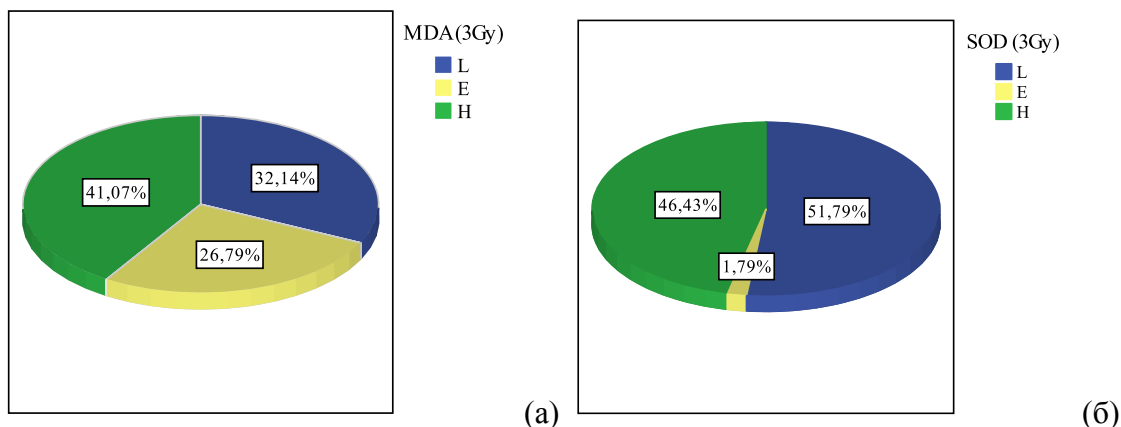 MDA (3Gy)
L
E
H
32,14%
41,07%
26,79%
(а)
SOD (3Gy)
L
E
H
46,43%
51,79%
1,79%
(б)